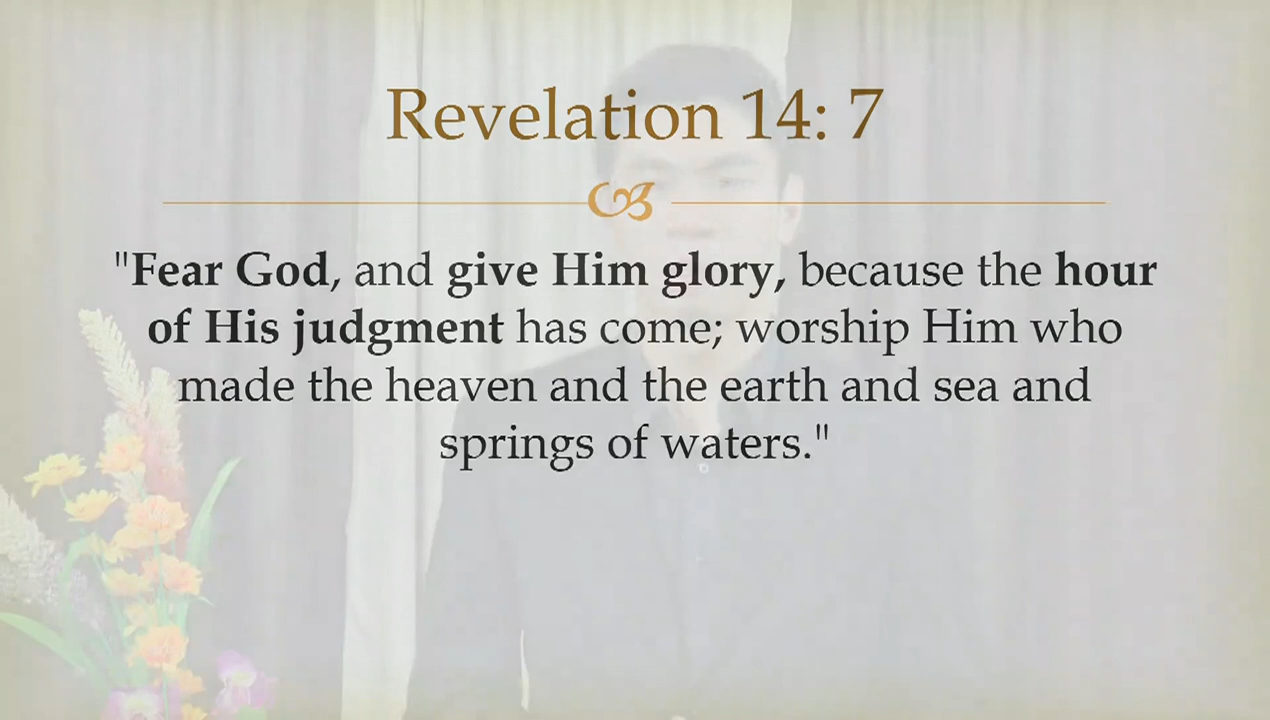 Revelation 14: 7
"Fear God, and give Him glory, because the hour
of His judgment has come; worship Him who
made the heaven and the earth and sea and
springs of waters."